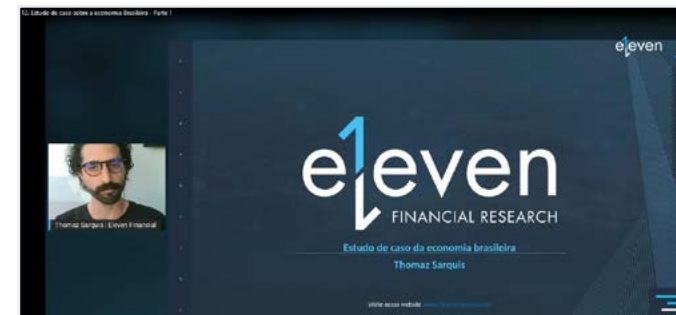 12. Estudo de caso sobre a economia Brasileira - Parte 1
eleven
eleven
FINANCIAL RESEARCH
Thomaz Sarquis | Eleven Financial
Estudo de caso da economia brasileira
Thomaz Sarquis
Visite nosso website